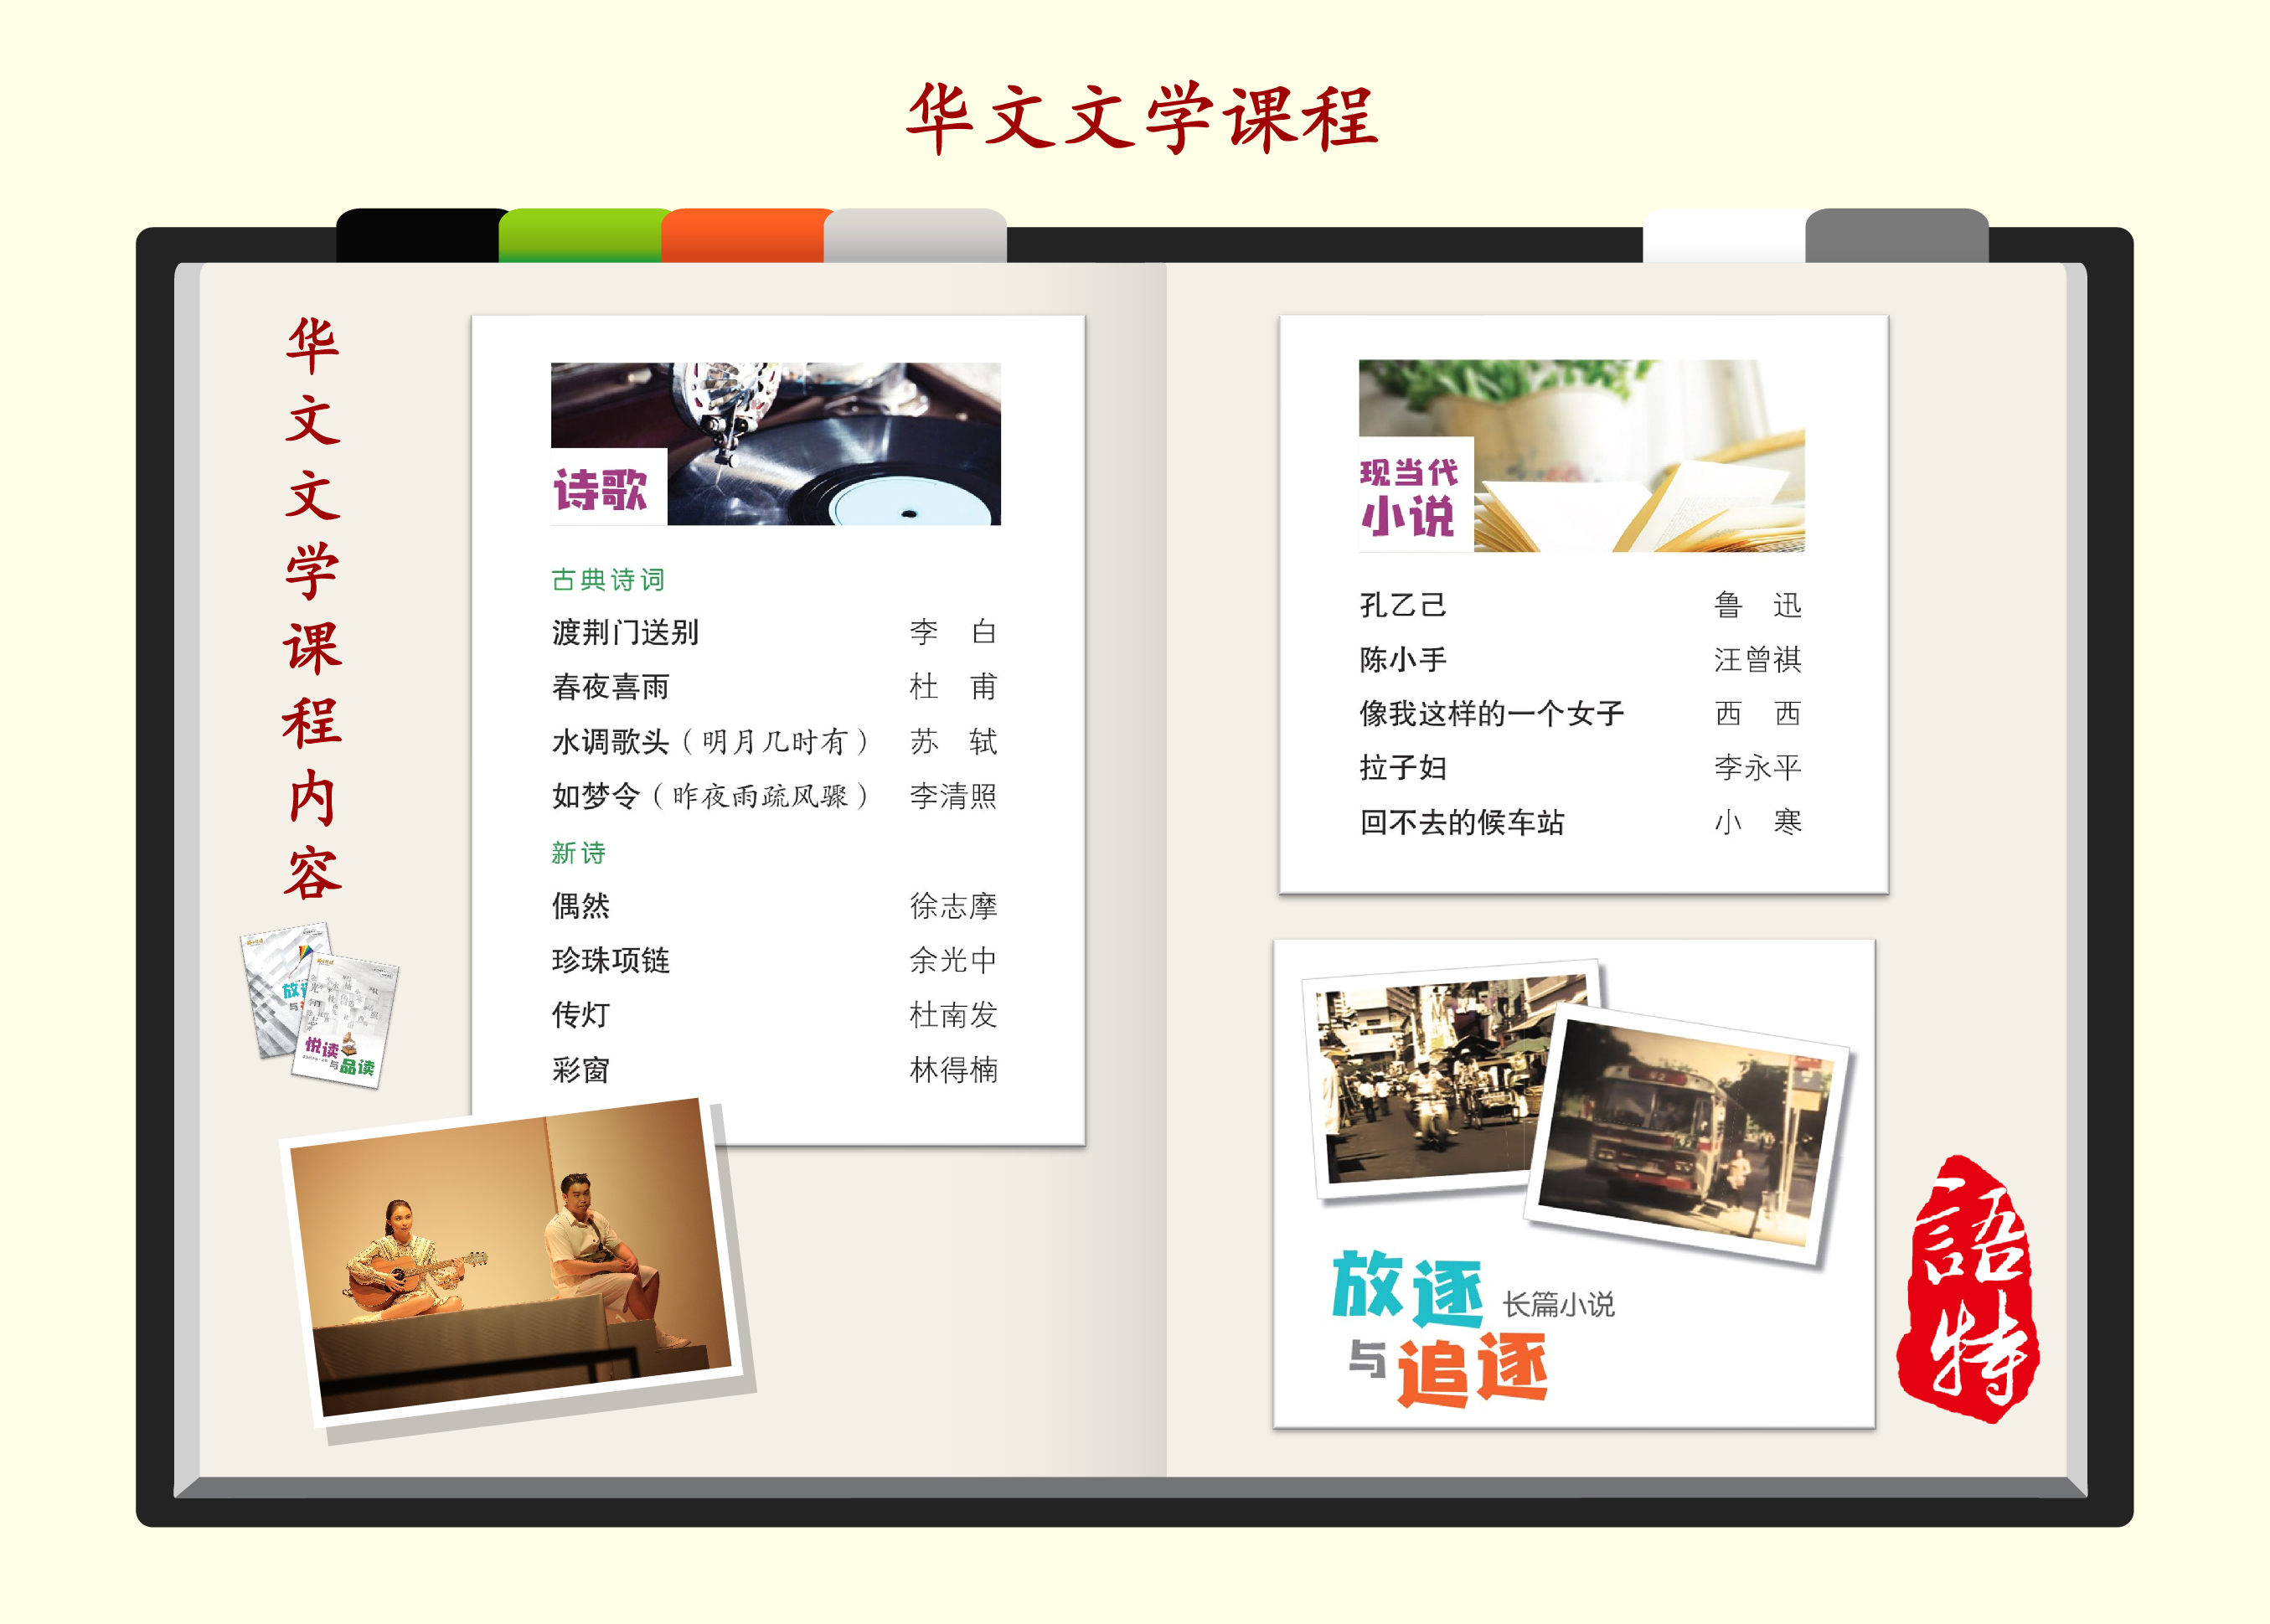 华文文学课程
华文文学课程内容
诗歌
古典诗词
渡荆门送别 李 白
春夜喜雨 杜 甫
水调歌头（明月几时有） 苏 轼
如梦令（昨夜雨疏风骤） 李清照
新诗
偶然 徐志摩
珍珠项链 余光中
传灯 杜南发
彩窗 林得楠
悦读
与品读
现当代
小说
孔乙己 鲁 迅
陈小手 汪曾祺
像我这样的一个女子 西 西
拉子妇 李永平
回不去的候车站 小 寒
放逐 长篇小说
与追逐
語特